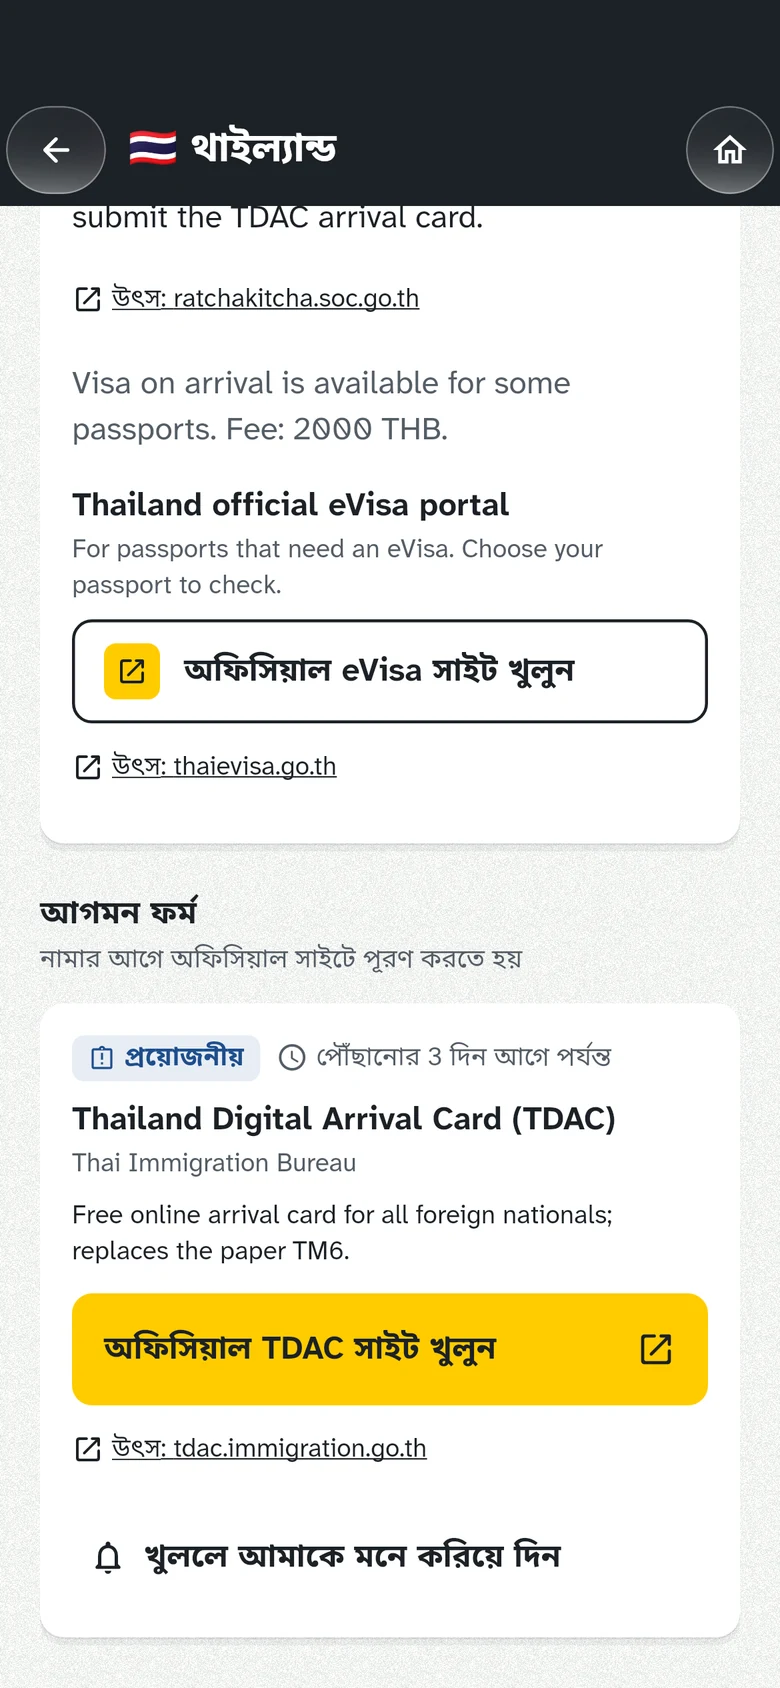 থাইল্যান্ড
submit the TDAC arrival card.
উৎস: ratchakitcha.soc.go.th
Visa on arrival is available for some
passports. Fee: 2000 THB.
Thailand official eVisa portal
For passports that need an eVisa. Choose your
passport to check.
অফিসিয়াল eVisa সাইট খুলুন
উৎস: thaievisa.go.th
আগমন ফর্ম
নামার আগে অফিসিয়াল সাইটে পূরণ করতে হয়
প্রয়োজনীয় পৌঁছানোর 3 দিন আগে পর্যন্ত
Thailand Digital Arrival Card (TDAC)
Thai Immigration Bureau
Free online arrival card for all foreign nationals;
replaces the paper TM6.
অফিসিয়াল TDAC সাইট খুলুন
উৎস: tdac.immigration.go.th
খুললে আমাকে মনে করিয়ে দিন